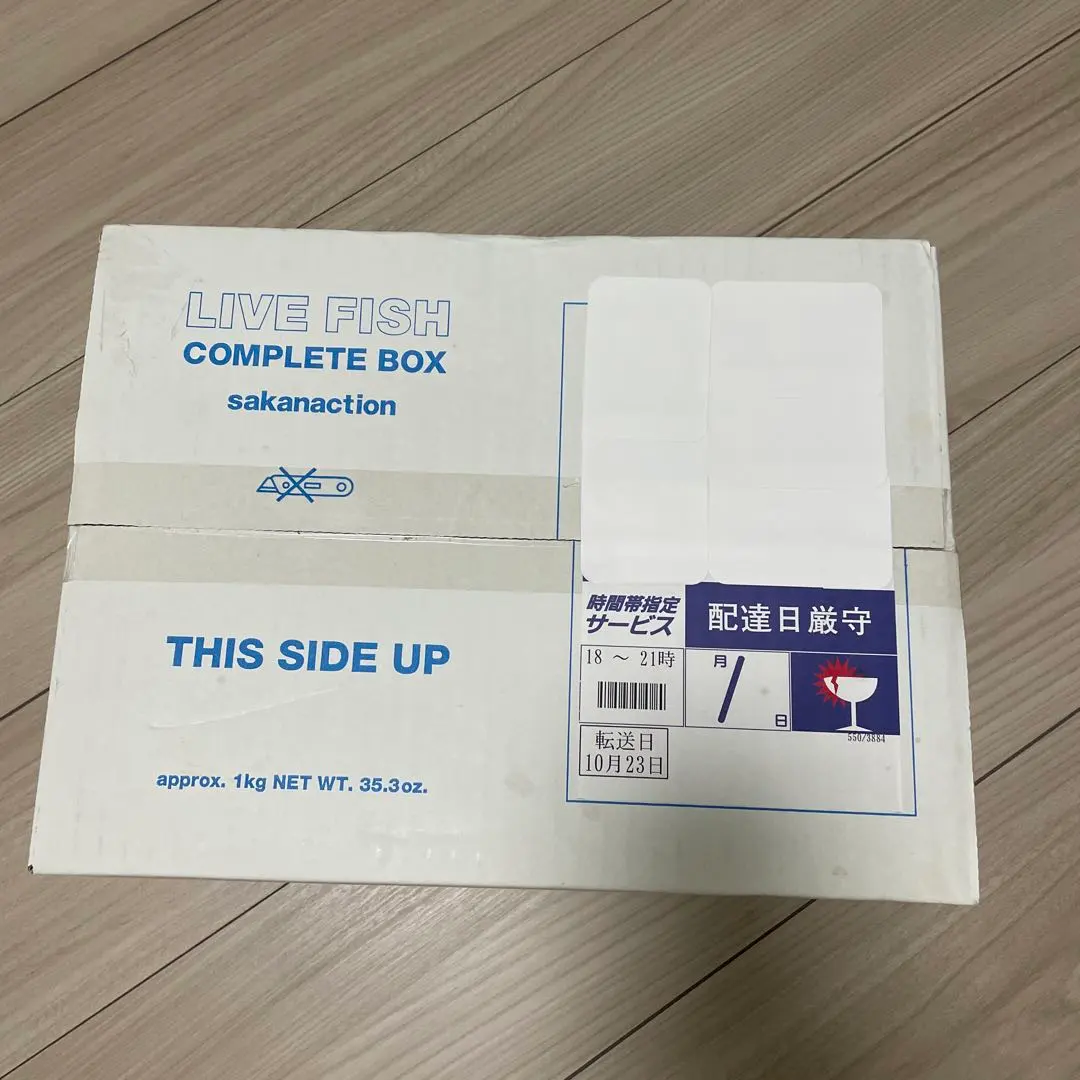 LIVE FISH
COMPLETE BOX
sakanaction
THIS SIDE UP
approx. 1kg NET WT. 35.3oz.
時間帯指定
サービス
配達日厳守
18 ～ 21時
月 / 日
550/3884
転送日
10月23日